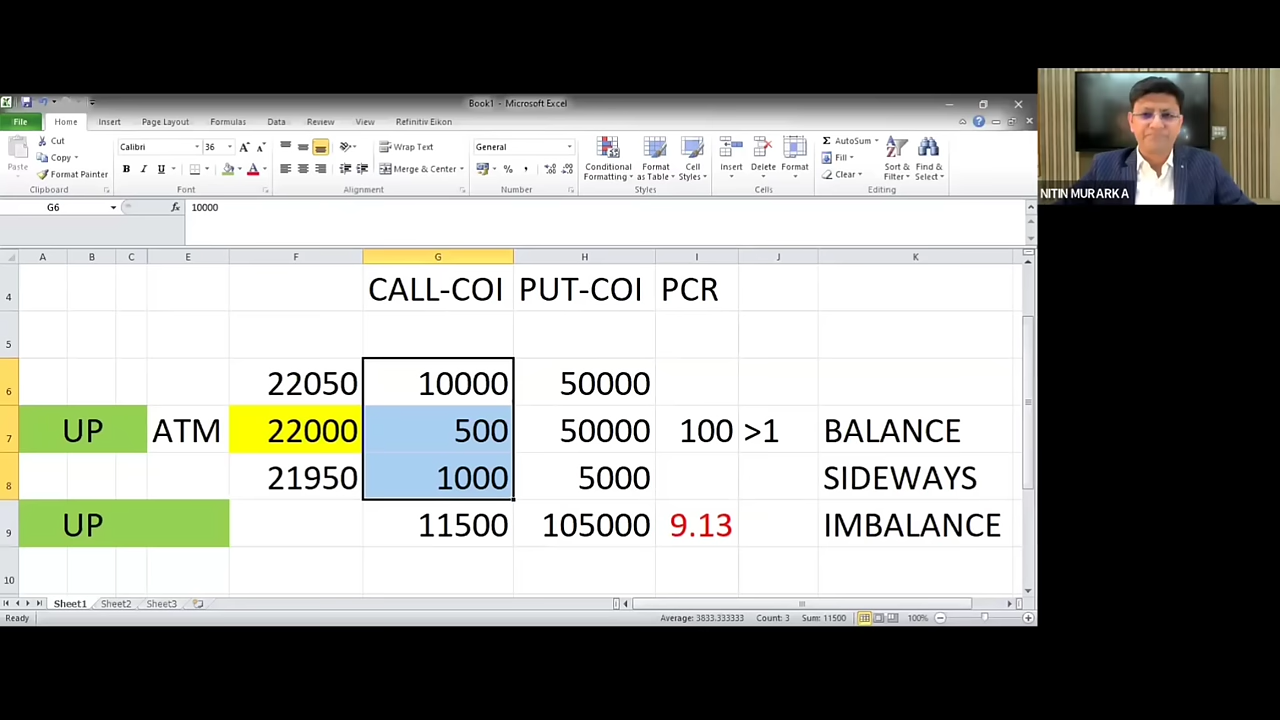 Book1 - Microsoft Excel
File Home Insert Page Layout Formulas Data Review View Refinitiv Eikon
Paste
Cut
Copy
Format Painter
Clipboard
Calibri 36
B I U
Font
Wrap Text
Merge & Center
Alignment
General
Number
Conditional Formatting
Format as Table
Cell Styles
Styles
Insert Delete Format
Cells
AutoSum
Fill
Clear
Sort & Filter
Find & Select
Editing
NITIN MURARKA
G6 fx 10000
A B C E F G H I J K
4 CALL-COI PUT-COI PCR
5
6 22050 10000 50000
7 UP ATM 22000 500 50000 100 >1 BALANCE
8 21950 1000 5000 SIDEWAYS
9 UP 11500 105000 9.13 IMBALANCE
10
Sheet1 Sheet2 Sheet3
Ready Average: 3833.333333 Count: 3 Sum: 11500 100%